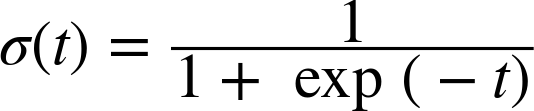 σ(t) = 1 / (1 + exp (− t))